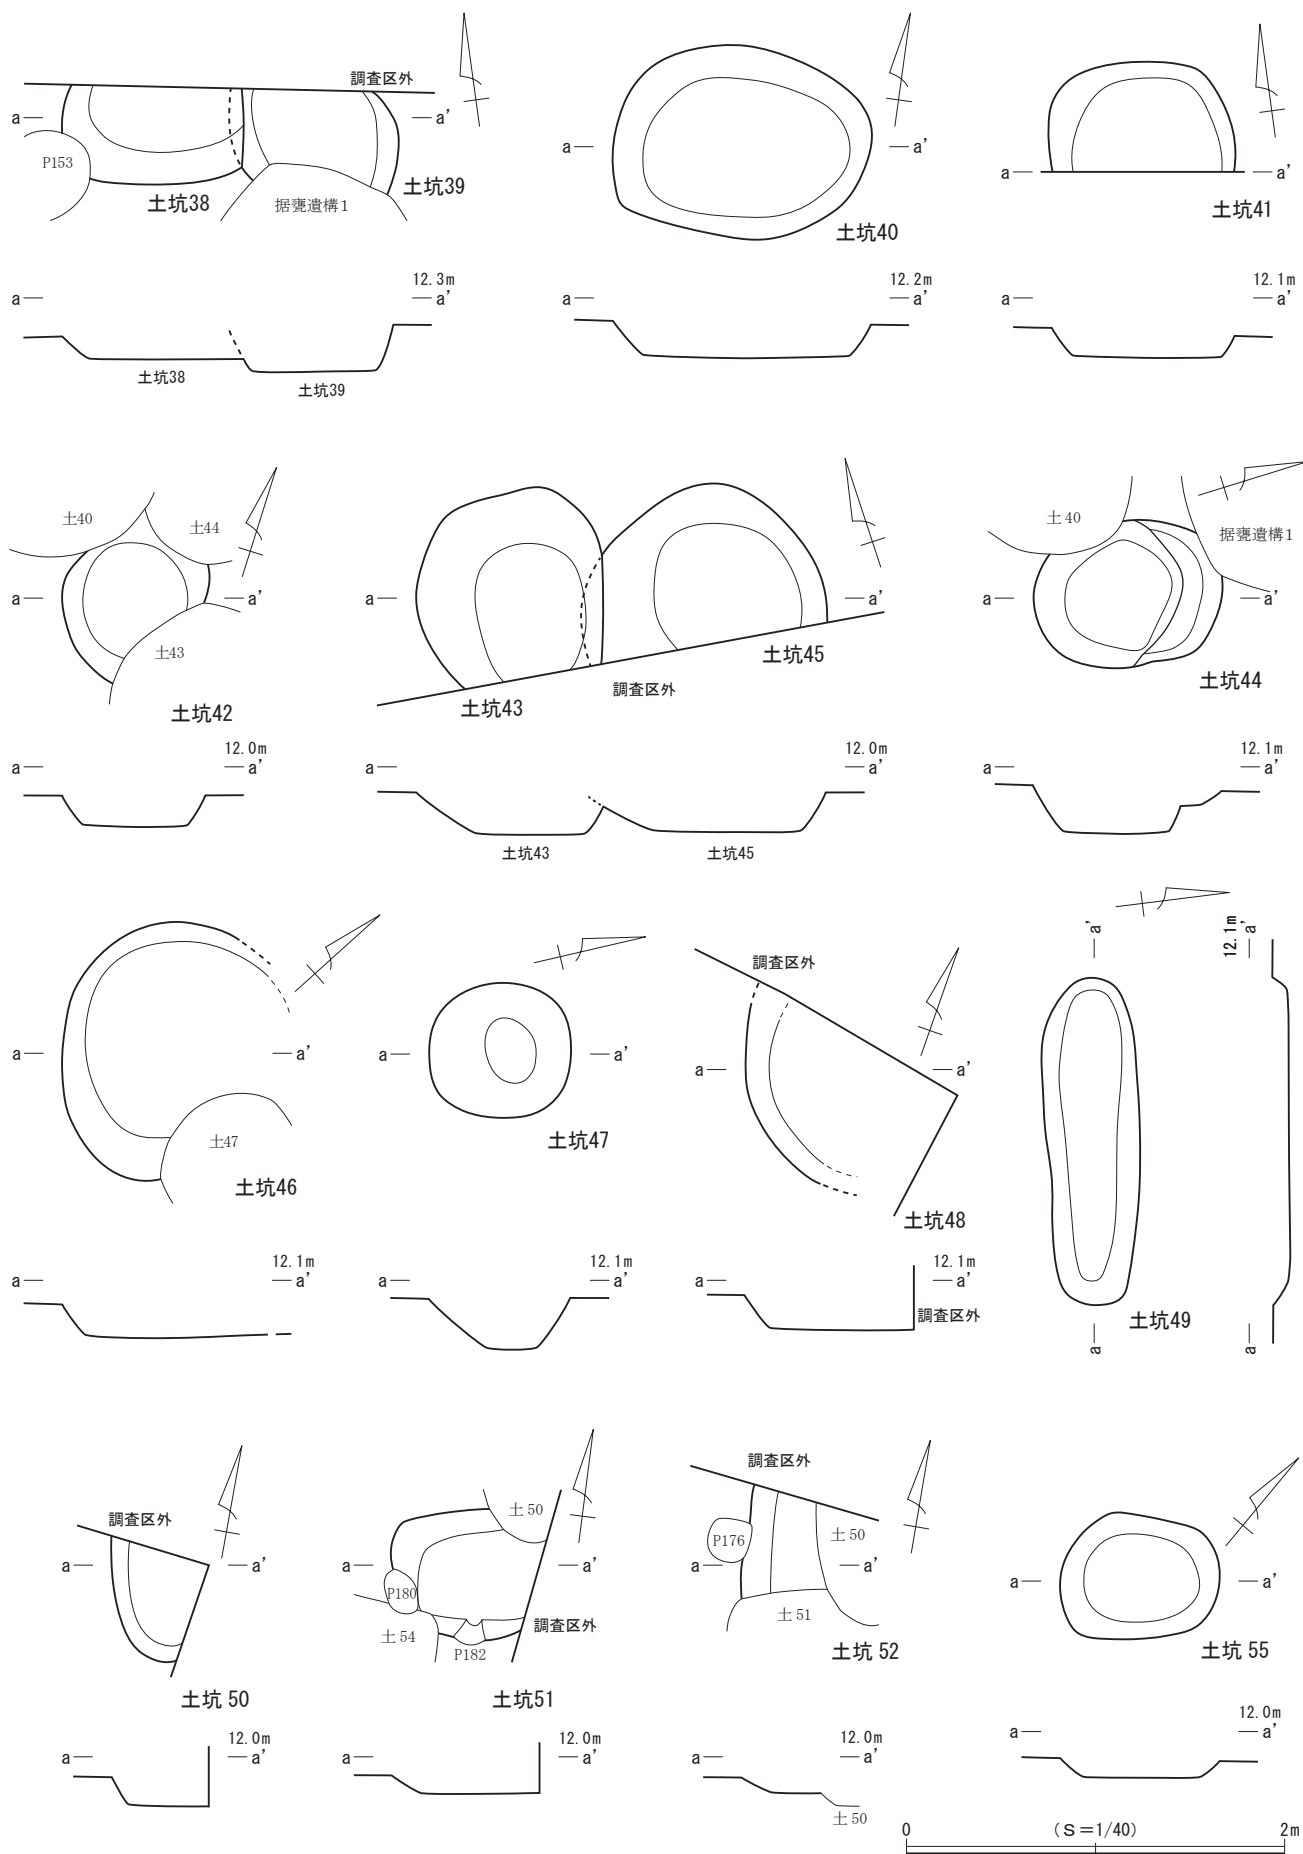 調査区外
a a’
P153
土坑38
土坑39
据甕遺構1
12.3m
a a’
土坑38
土坑39
a a’
土坑40
12.2m
a a’
a a’
土坑41
12.1m
a a’
土40
土44
a a’
土43
土坑42
12.0m
a a’
a a’
土坑45
調査区外
土坑43
12.0m
a a’
土坑43
土坑45
土 40
据甕遺構1
a a’
土坑44
12.1m
a a’
a a’
土47
土坑46
12.1m
a a’
a a’
土坑47
12.1m
a a’
調査区外
a a’
土坑48
12.1m
a a’
調査区外
a’
12.1m
a’
土坑49
a
a
調査区外
a a’
土坑 50
12.0m
a a’
土 50
a a’
P180
土 54
P182
調査区外
土坑51
12.0m
a a’
調査区外
P176
土 50
a a’
土 51
土坑 52
12.0m
a a’
土 50
a a’
土坑 55
12.0m
a a’
0 (S=1/40) 2m